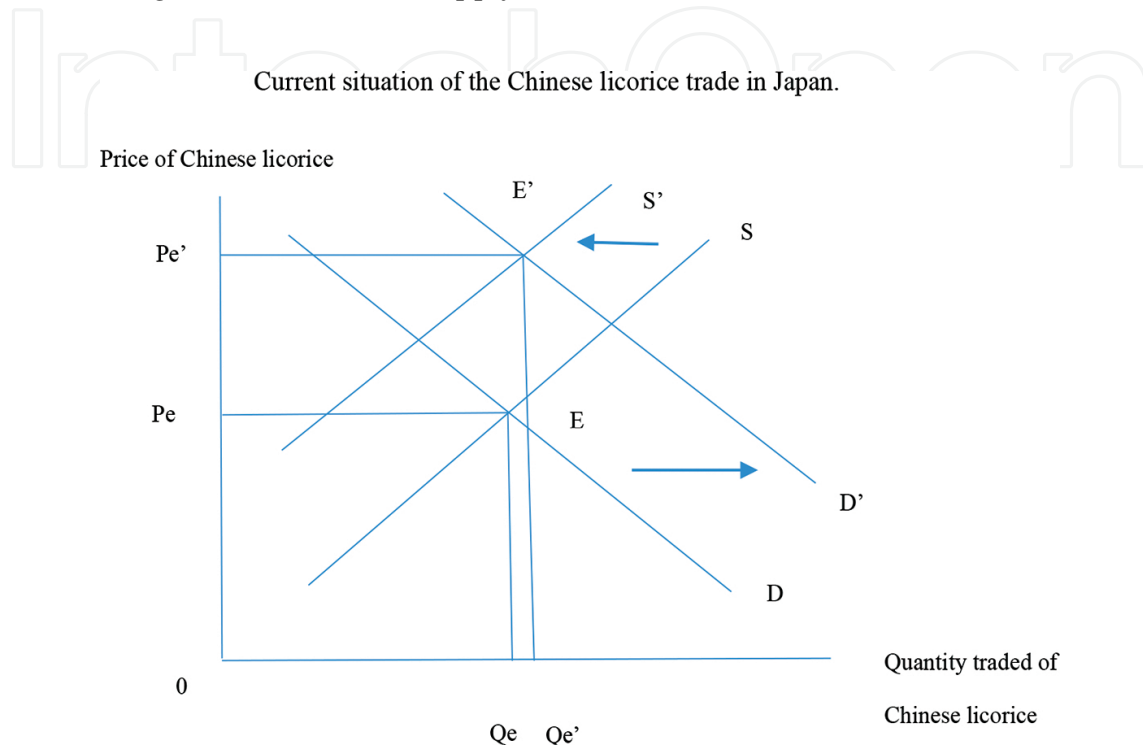 IntechOpen
Current situation of the Chinese licorice trade in Japan.
Price of Chinese licorice
E’
S’
S
Pe’
Pe
E
D’
D
Quantity traded of
0
Chinese licorice
Qe Qe’